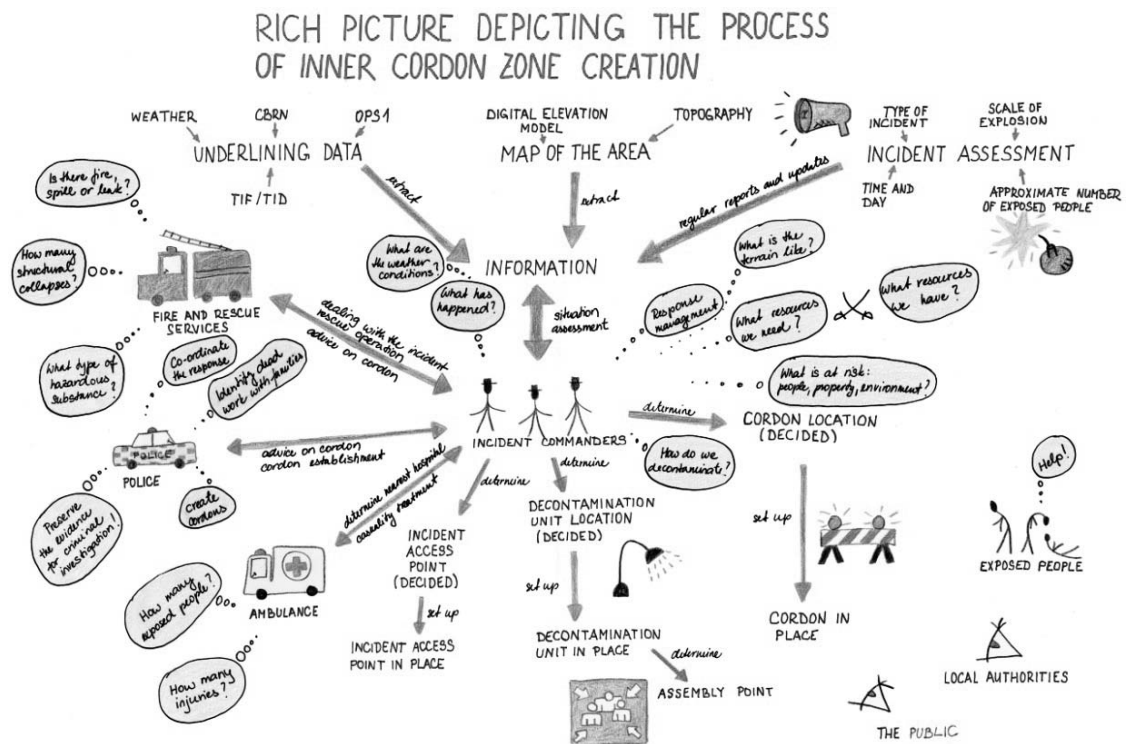 RICH PICTURE DEPICTING THE PROCESS
OF INNER CORDON ZONE CREATION
WEATHER
CBRN
OPS1
UNDERLINING DATA
TIF/TID
DIGITAL ELEVATION
MODEL
TOPOGRAPHY
MAP OF THE AREA
TYPE OF
INCIDENT
SCALE OF
EXPLOSION
INCIDENT ASSESSMENT
TIME AND
DAY
APPROXIMATE NUMBER
OF EXPOSED PEOPLE
extract
extract
regular reports and updates
Is there fire,
spill or leak?
How many
structural
collapses?
FIRE AND RESCUE
SERVICES
What type of
hazardous
substance?
What are
the weather
conditions?
What has
happened?
INFORMATION
situation
assessment
What is the
terrain like?
Response
management
What resources
we need?
What resources
we have?
What is at risk:
people, property, environment?
dealing with the incident
rescue operation
advice on cordon
Co-ordinate
the response
Identify dead
work with families
POLICE
POLICE
advice on cordon
cordon establishment
Preserve
the evidence
for criminal
investigation!
create
cordons
INCIDENT COMMANDERS
determine
CORDON LOCATION
(DECIDED)
How do we
decontaminate?
determine nearest hospital
casuality treatment
determine
determine
INCIDENT
ACCESS
POINT
(DECIDED)
DECONTAMINATION
UNIT LOCATION
(DECIDED)
set up
Help!
EXPOSED PEOPLE
How many
exposed people?
AMBULANCE
How many
injuries?
set up
set up
INCIDENT ACCESS
POINT IN PLACE
DECONTAMINATION
UNIT IN PLACE
CORDON IN
PLACE
determine
ASSEMBLY POINT
LOCAL AUTHORITIES
THE PUBLIC